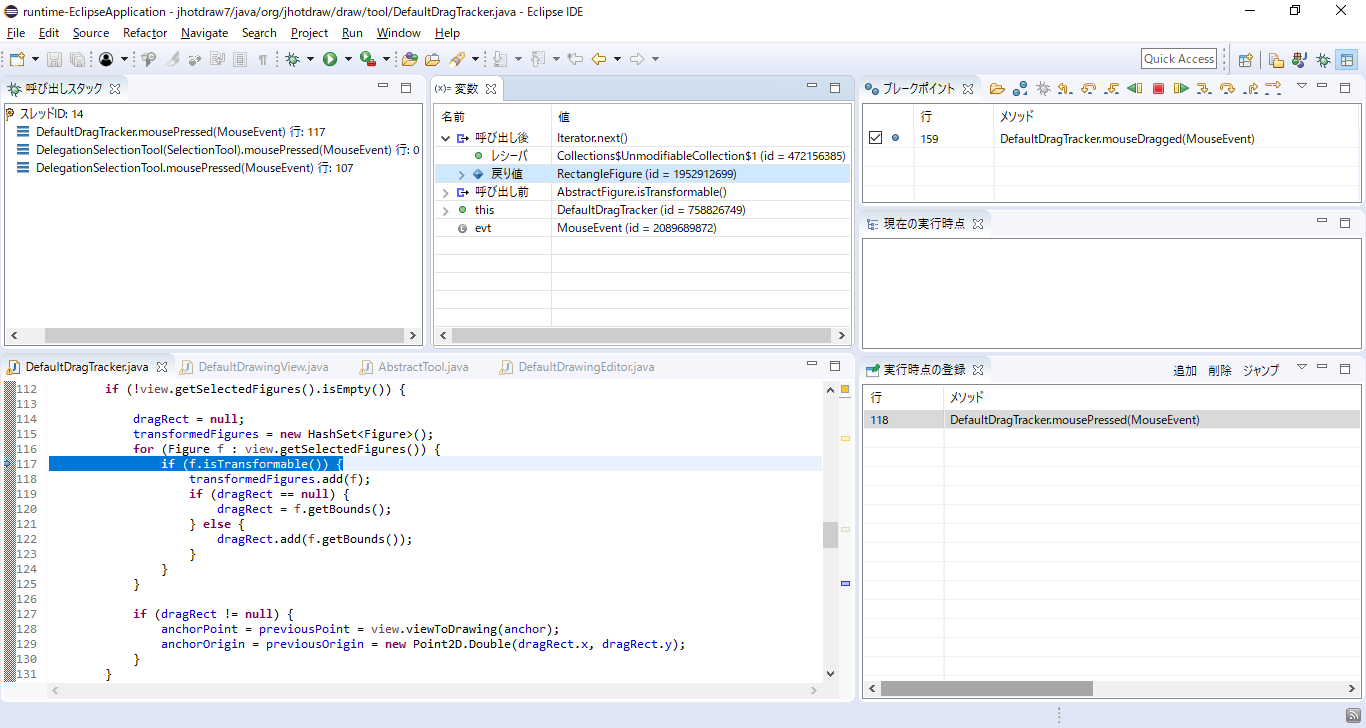 runtime-EclipseApplication - jhotdraw7/java/org/jhotdraw/draw/tool/DefaultDragTracker.java - Eclipse IDE
File Edit Source Refactor Navigate Search Project Run Window Help
Quick Access
呼び出しスタック
スレッドID: 14
DefaultDragTracker.mousePressed(MouseEvent) 行: 117
DelegationSelectionTool(SelectionTool).mousePressed(MouseEvent) 行: 0
DelegationSelectionTool.mousePressed(MouseEvent) 行: 107
(x)= 変数
名前 値
呼び出し後 Iterator.next()
レシーバ Collections$UnmodifiableCollection$1 (id = 472156385)
戻り値 RectangleFigure (id = 1952912699)
呼び出し前 AbstractFigure.isTransformable()
this DefaultDragTracker (id = 758826749)
evt MouseEvent (id = 2089689872)
ブレークポイント
行 メソッド
159 DefaultDragTracker.mouseDragged(MouseEvent)
現在の実行時点
DefaultDragTracker.java DefaultDrawingView.java AbstractTool.java DefaultDrawingEditor.java
112 if (!view.getSelectedFigures().isEmpty()) {
113
114 dragRect = null;
115 transformedFigures = new HashSet<Figure>();
116 for (Figure f : view.getSelectedFigures()) {
117 if (f.isTransformable()) {
118 transformedFigures.add(f);
119 if (dragRect == null) {
120 dragRect = f.getBounds();
121 } else {
122 dragRect.add(f.getBounds());
123 }
124 }
125 }
126
127 if (dragRect != null) {
128 anchorPoint = previousPoint = view.viewToDrawing(anchor);
129 anchorOrigin = previousOrigin = new Point2D.Double(dragRect.x, dragRect.y);
130 }
131 }
実行時点の登録 追加 削除 ジャンプ
行 メソッド
118 DefaultDragTracker.mousePressed(MouseEvent)